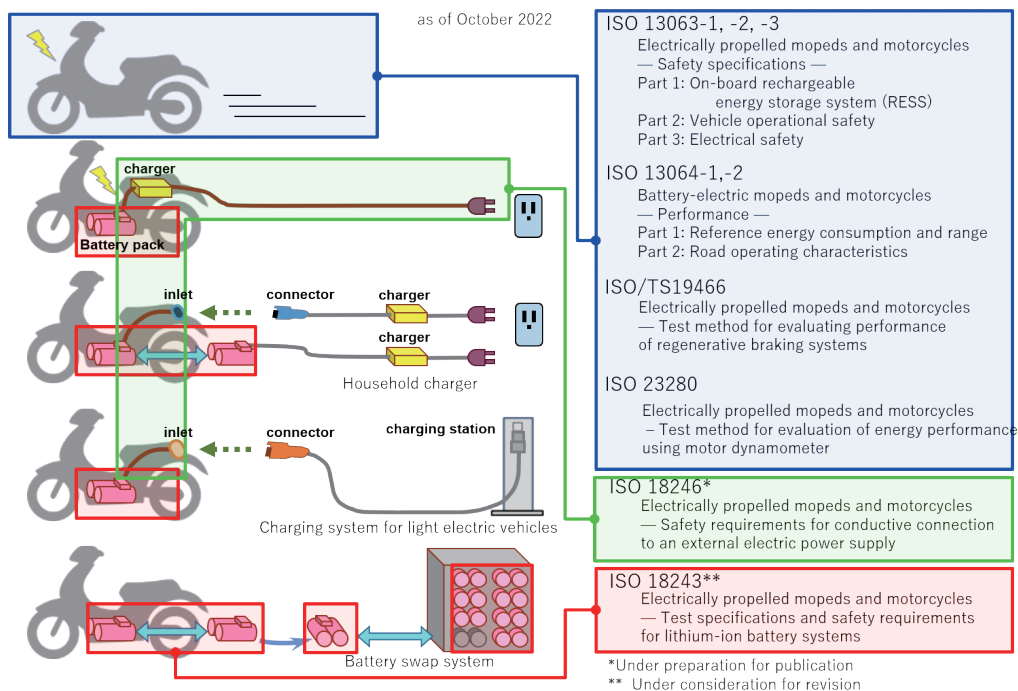 as of October 2022
charger
Battery pack
inlet
connector
charger
charger
Household charger
inlet
connector
charging station
Charging system for light electric vehicles
Battery swap system
ISO 13063-1, -2, -3
Electrically propelled mopeds and motorcycles
— Safety specifications —
Part 1: On-board rechargeable
energy storage system (RESS)
Part 2: Vehicle operational safety
Part 3: Electrical safety
ISO 13064-1,-2
Battery-electric mopeds and motorcycles
— Performance —
Part 1: Reference energy consumption and range
Part 2: Road operating characteristics
ISO/TS19466
Electrically propelled mopeds and motorcycles
— Test method for evaluating performance
of regenerative braking systems
ISO 23280
Electrically propelled mopeds and motorcycles
– Test method for evaluation of energy performance
using motor dynamometer
ISO 18246*
Electrically propelled mopeds and motorcycles
— Safety requirements for conductive connection
to an external electric power supply
ISO 18243**
Electrically propelled mopeds and motorcycles
— Test specifications and safety requirements
for lithium-ion battery systems
*Under preparation for publication
** Under consideration for revision